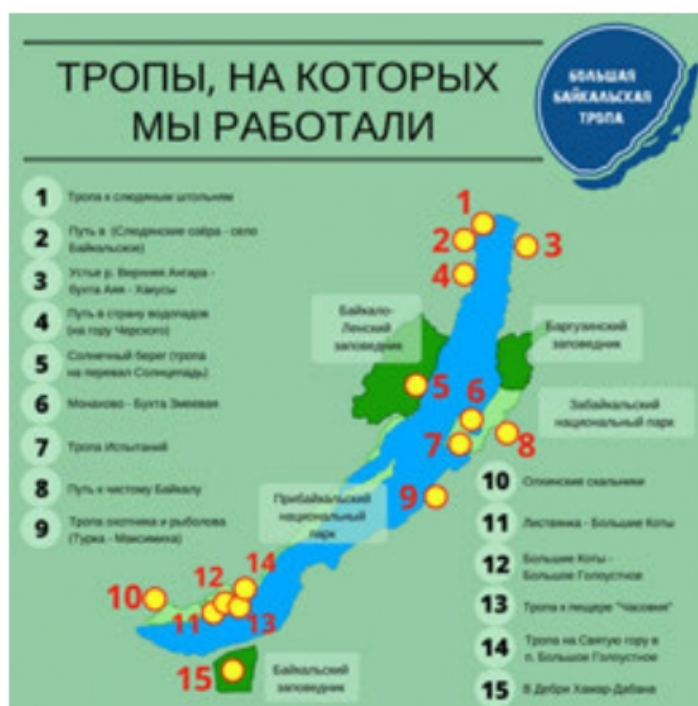 ТРОПЫ, НА КОТОРЫХ
МЫ РАБОТАЛИ
БОЛЬШАЯ
БАЙКАЛЬСКАЯ
ТРОПА
1 Тропа к слюдяным штольням
2 Путь в (Слюдянские озёра - село
Байкальское)
3 Устье р. Верхняя Ангара -
бухта Ая - Хакусы
4 Путь в страну водопадов
(на гору Черского)
5 Солнечный берег (тропа
на перевал Солнцепадь)
6 Монахово - Бухта Змеевая
7 Тропа Испытаний
8 Путь к чистому Байкалу
9 Тропа охотника и рыболова
(Турка - Максимиха)
1
2
3
4
Байкало-
Ленский
заповедник
Баргузинский
заповедник
5
6
Забайкальский
национальный парк
7
8
9
Прибайкальский
национальный
парк
10
11
12
13
14
15
Байкальский
заповедник
10 Олхинские скальники
11 Листвянка - Большие Коты
12 Большие Коты -
Большое Голоустное
13 Тропа к пещере "Часовня"
14 Тропа на Святую гору в
п. Большое Голоустное
15 В Дебри Хамар-Дабана